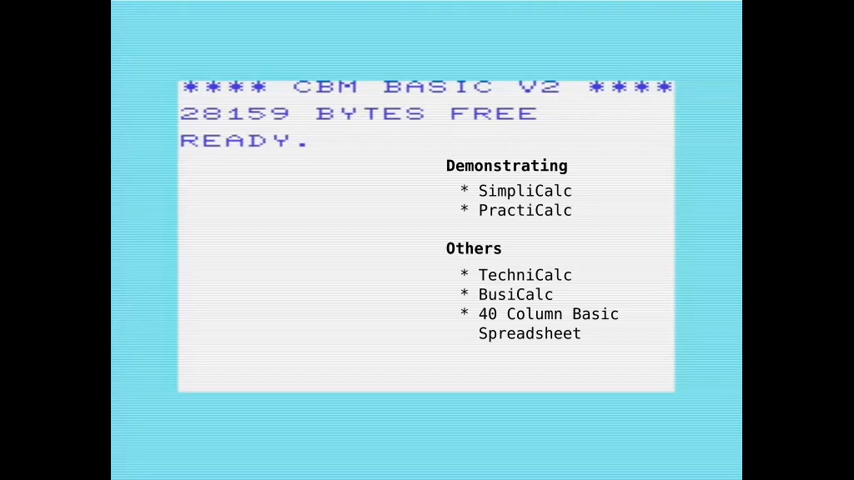 **** CBM BASIC V2 ****
28159 BYTES FREE
READY.
Demonstrating
* SimpliCalc
* PractiCalc
Others
* TechniCalc
* BusiCalc
* 40 Column Basic
Spreadsheet